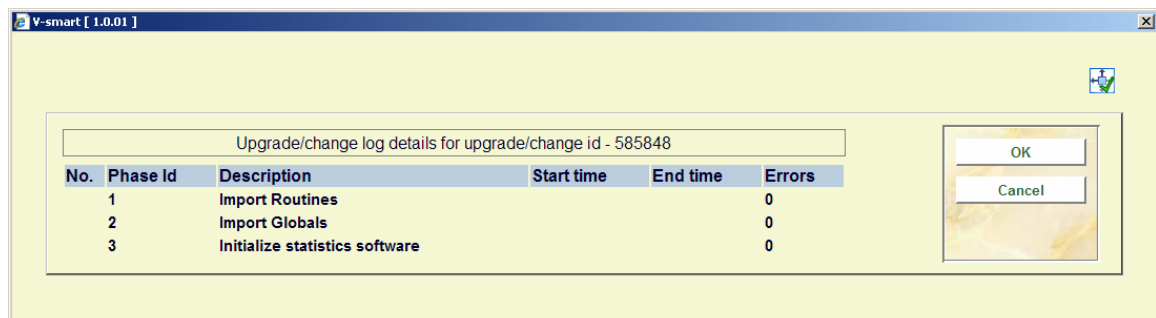 V-smart [ 1.0.01 ]
Upgrade/change log details for upgrade/change id - 585848
No. Phase Id Description Start time End time Errors
1 Import Routines 0
2 Import Globals 0
3 Initialize statistics software 0
OK
Cancel